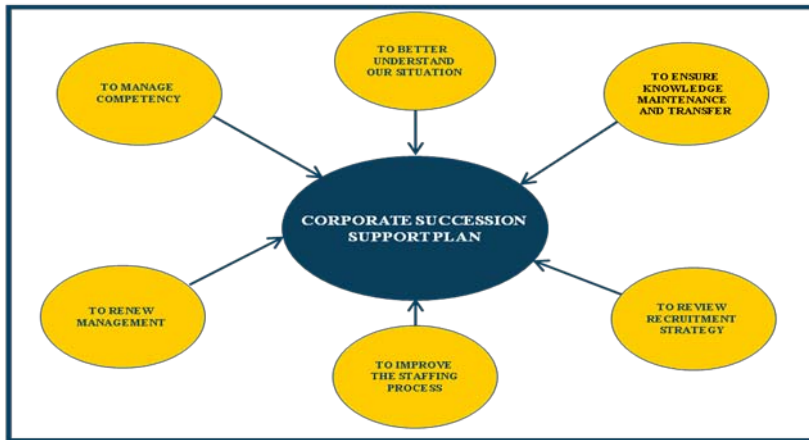 TO BETTER
UNDERSTAND
OUR SITUATION
TO MANAGE
COMPETENCY
TO ENSURE
KNOWLEDGE
MAINTENANCE
AND TRANSFER
CORPORATE SUCCESSION
SUPPORT PLAN
TO RENEW
MANAGEMENT
TO REVIEW
RECRUITMENT
STRATEGY
TO IMPROVE
THE STAFFING
PROCESS